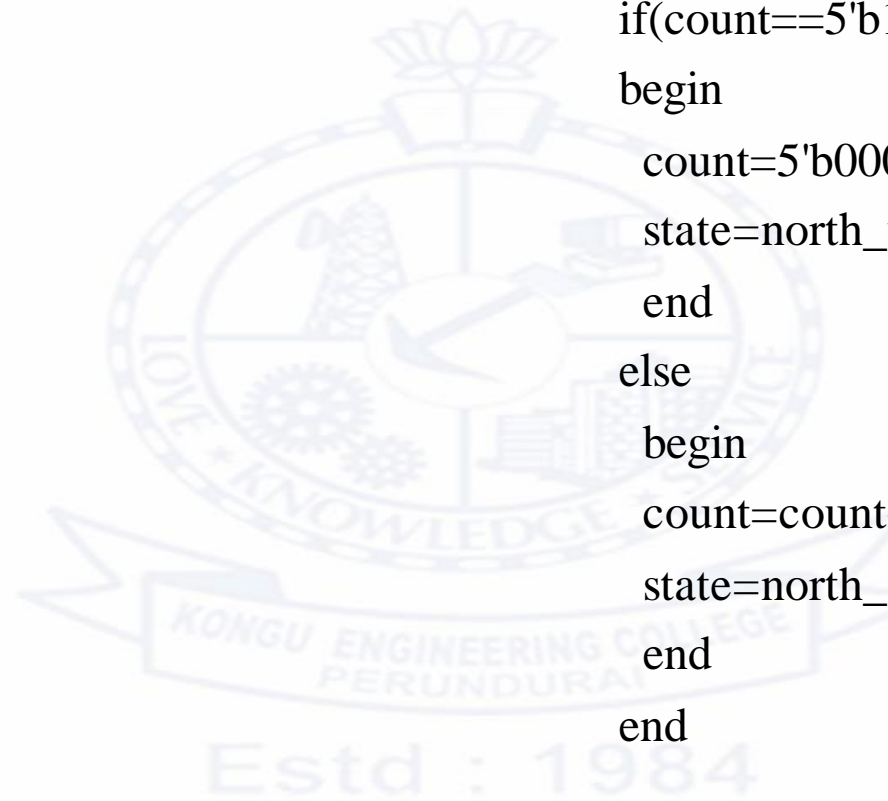 if(count==5'b1
begin
count=5'b000
state=north_
end
else
begin
count=count
state=north_
end
end
LOVE * KNOWLEDGE * SERVICE
KONGU ENGINEERING COLLEGE
PERUNDURAI
Estd : 1984